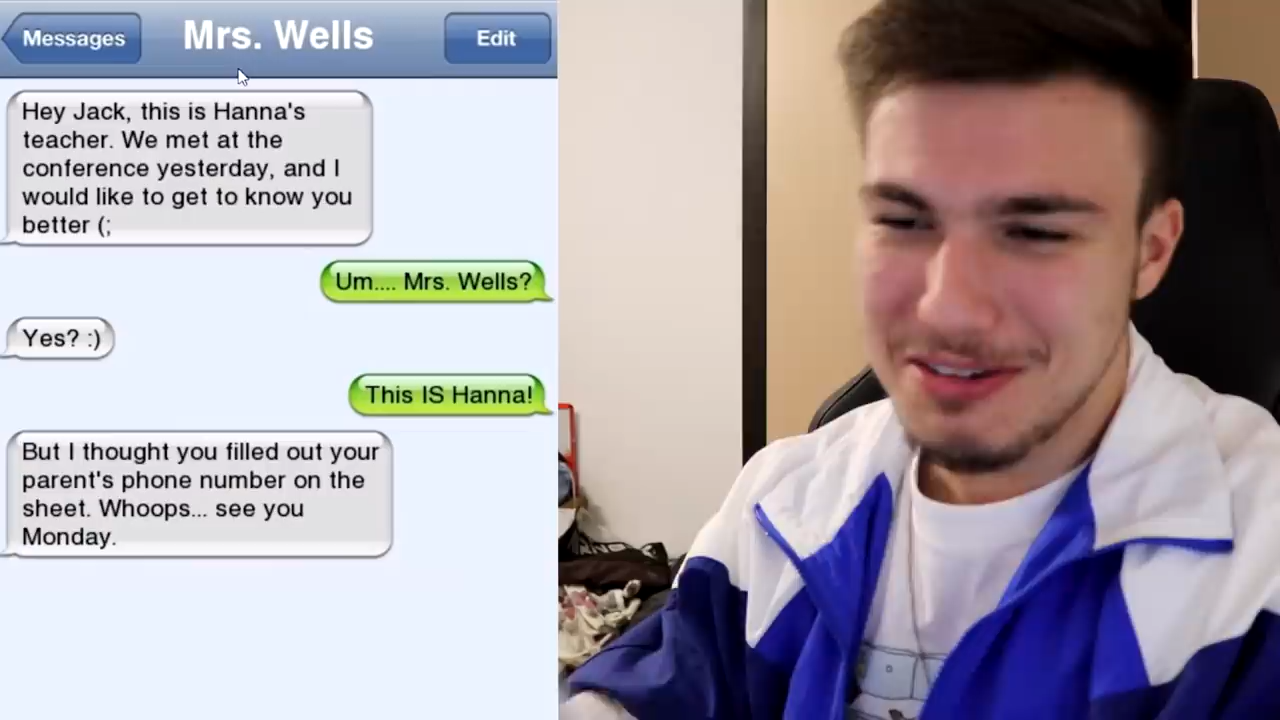 Messages
Mrs. Wells
Edit
Hey Jack, this is Hanna's
teacher. We met at the
conference yesterday, and I
would like to get to know you
better (;
Um.... Mrs. Wells?
Yes? :)
This IS Hanna!
But I thought you filled out your
parent's phone number on the
sheet. Whoops... see you
Monday.